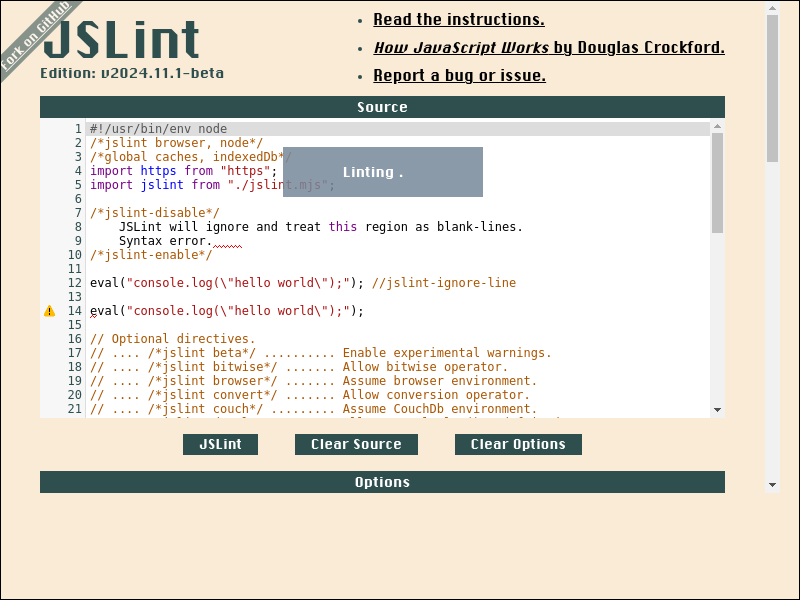 Fork on GitHub
JSLint
Edition: v2024.11.1-beta
Read the instructions.
How JavaScript Works by Douglas Crockford.
Report a bug or issue.
Source
1 #!/usr/bin/env node
2 /*jslint browser, node*/
3 /*global caches, indexedDb*/
4 import https from "https";
5 import jslint from "./jslint.mjs";
Linting .
6
7 /*jslint-disable*/
8 JSLint will ignore and treat this region as blank-lines.
9 Syntax error.
10 /*jslint-enable*/
11
12 eval("console.log(\"hello world\");"); //jslint-ignore-line
13
14 eval("console.log(\"hello world\");");
15
16 // Optional directives.
17 // .... /*jslint beta*/ .......... Enable experimental warnings.
18 // .... /*jslint bitwise*/ ....... Allow bitwise operator.
19 // .... /*jslint browser*/ ....... Assume browser environment.
20 // .... /*jslint convert*/ ....... Allow conversion operator.
21 // .... /*jslint couch*/ ......... Assume CouchDb environment.
JSLint
Clear Source
Clear Options
Options